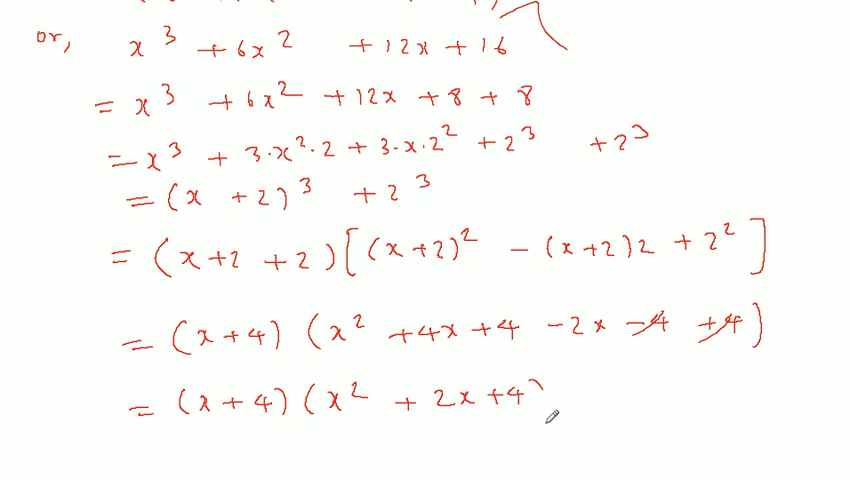 or, x³ + 6x² + 12x + 16
= x³ + 6x² + 12x + 8 + 8
= x³ + 3·x²·2 + 3·x·2² + 2³ + 2³
= (x + 2)³ + 2³
= (x+2 + 2) [(x+2)² - (x+2)2 + 2²]
= (x+4) (x² + 4x + 4 - 2x - 4 + 4)
= (x + 4) (x² + 2x + 4)